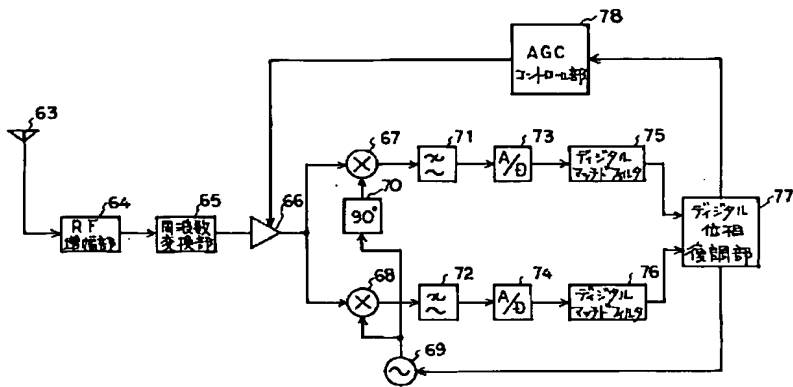 78
AGC
コントロール部
63
67
71
73
75
ディジタル
マッチドフィルタ
A/D
64
65
66
70
77
RF
増幅部
周波数
変換部
90°
ディジタル
位相
復調部
68
72
74
76
A/D
ディジタル
マッチドフィルタ
69